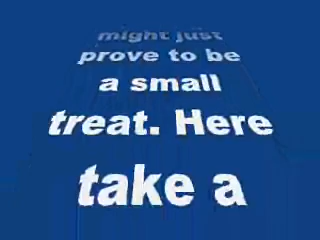 might just
prove to be
a small
treat. Here
take a